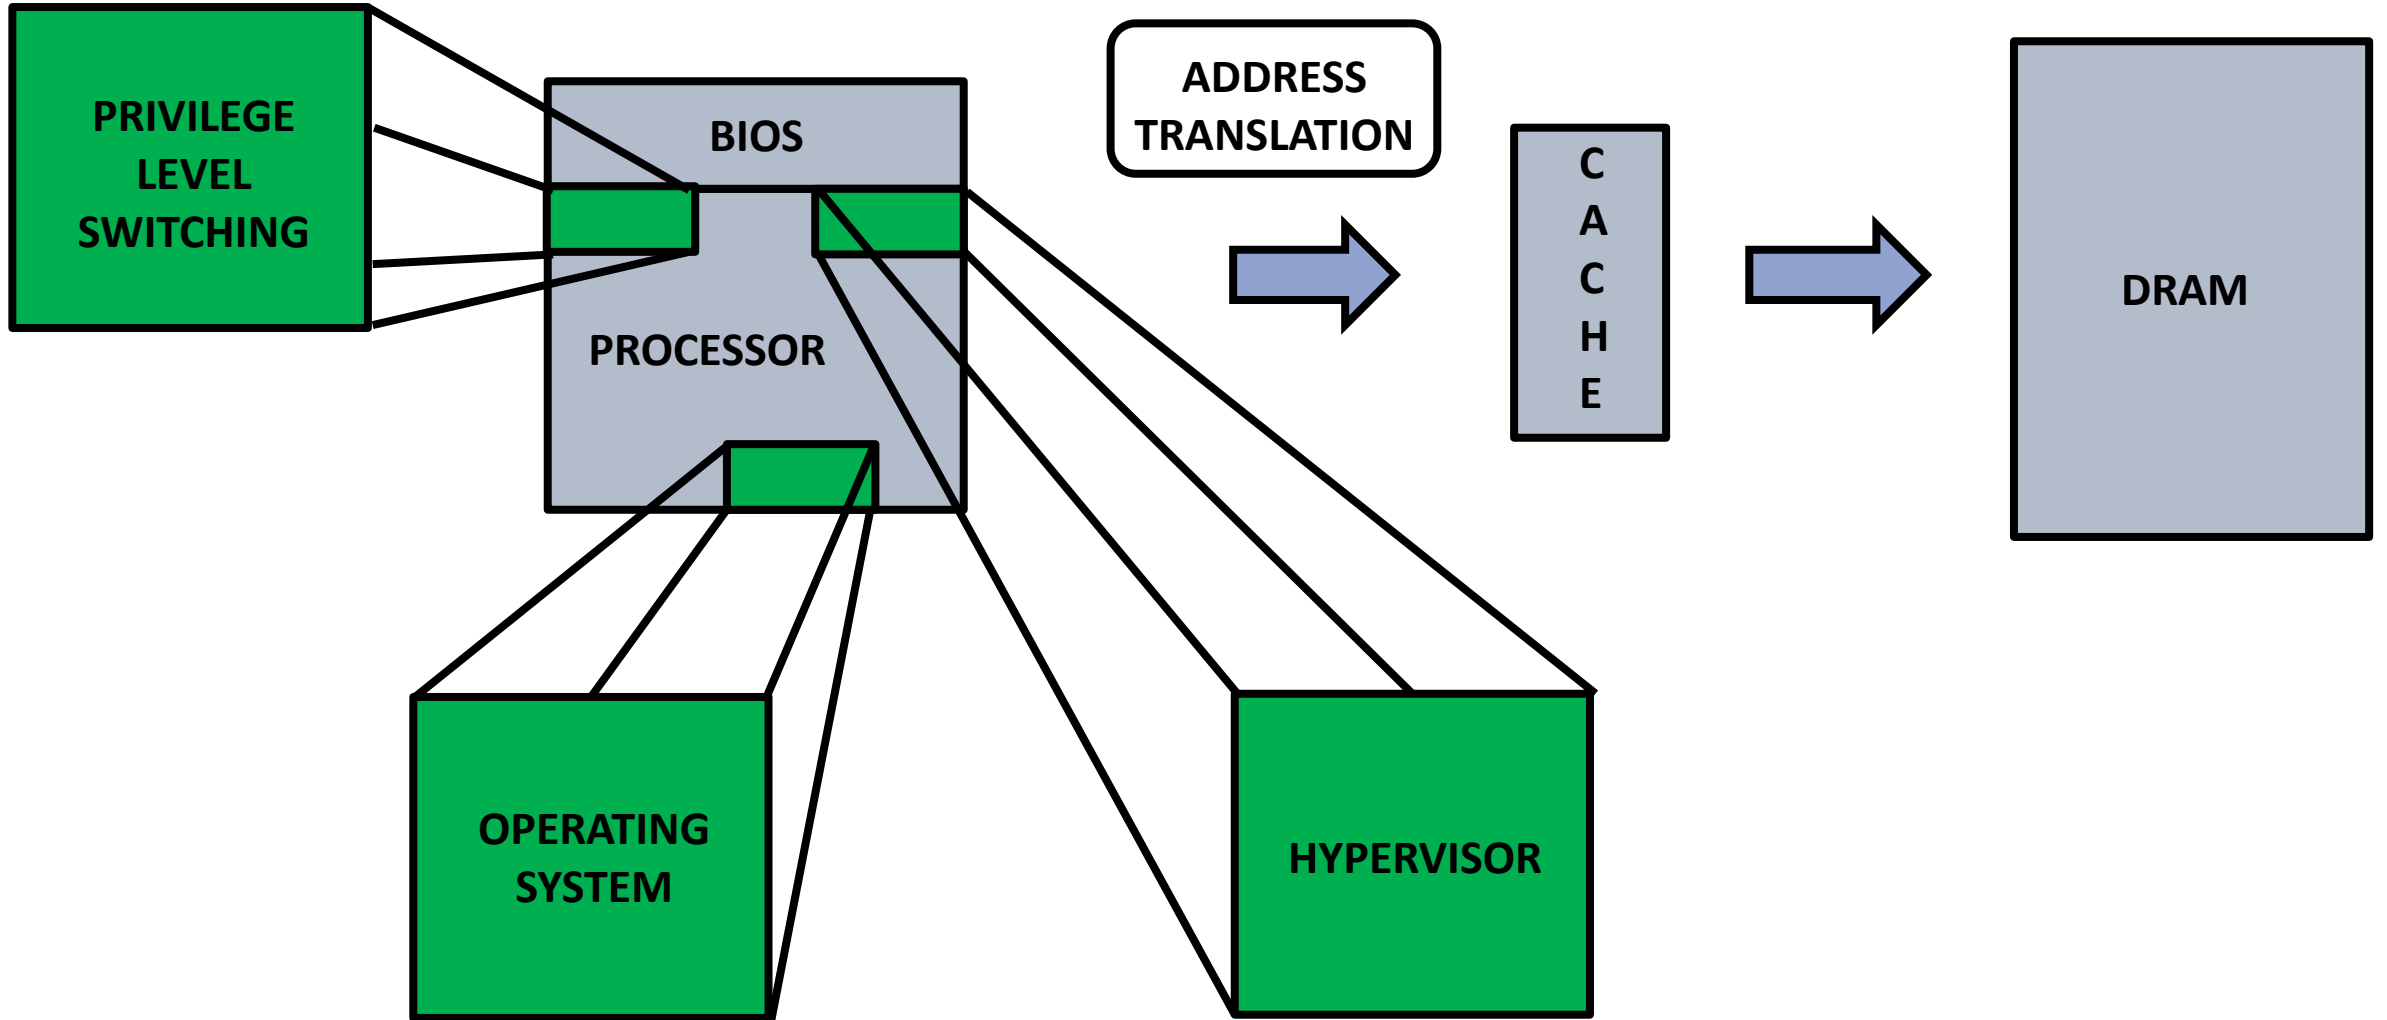 PRIVILEGE
LEVEL
SWITCHING
BIOS
PROCESSOR
ADDRESS
TRANSLATION
C
A
C
H
E
DRAM
OPERATING
SYSTEM
HYPERVISOR